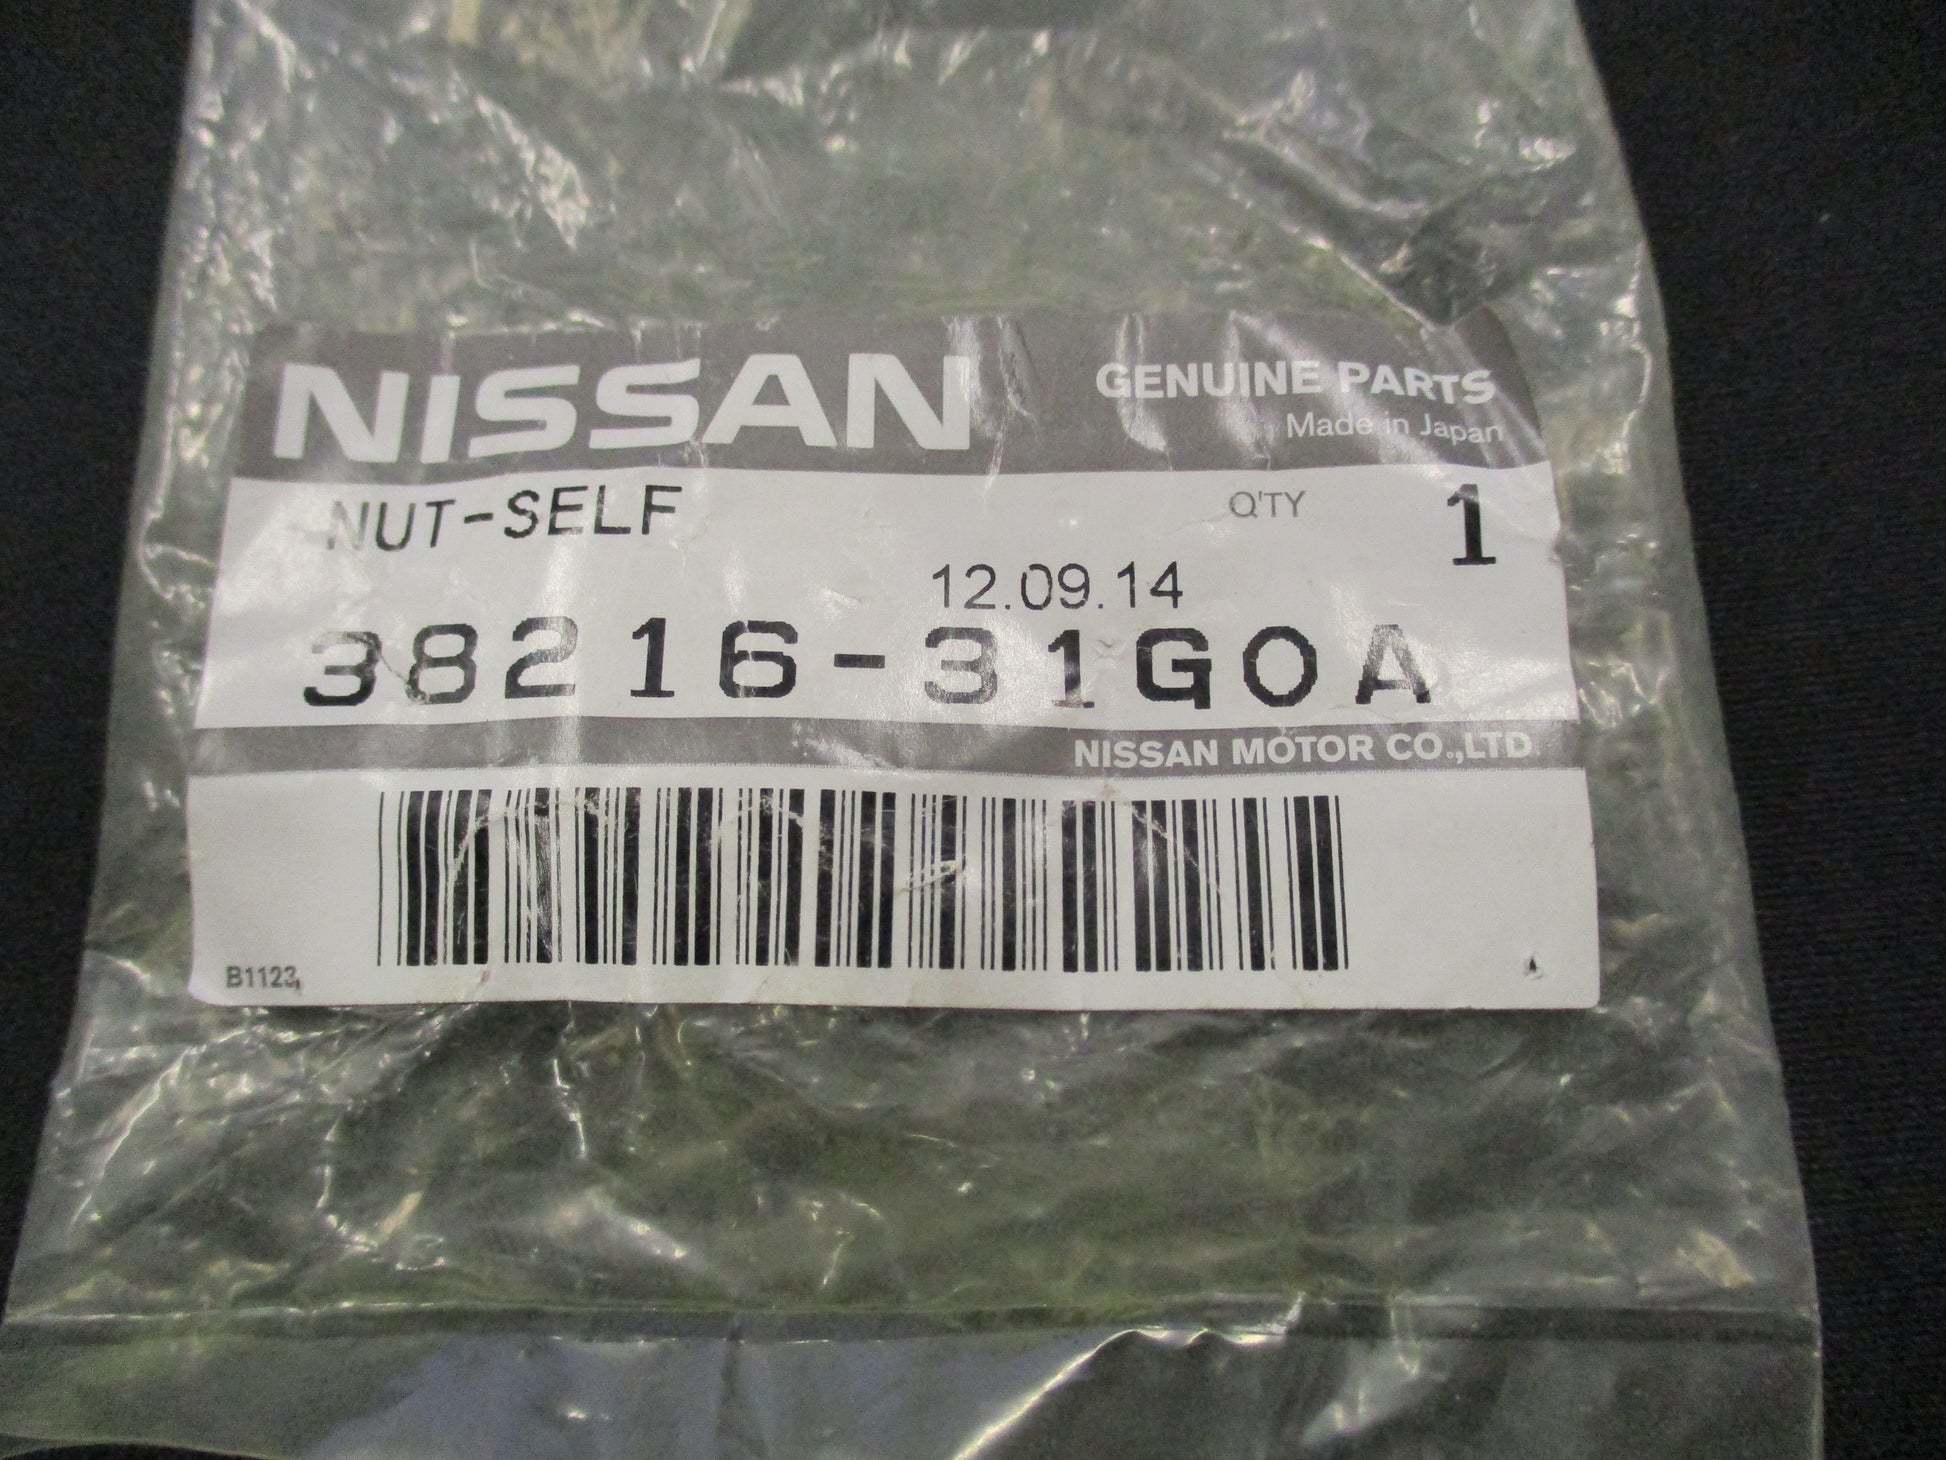 NISSAN
GENUINE PARTS
Made in Japan
NUT-SELF
Q'TY 1
12.09.14
38216-31G0A
NISSAN MOTOR CO.,LTD.
B1123